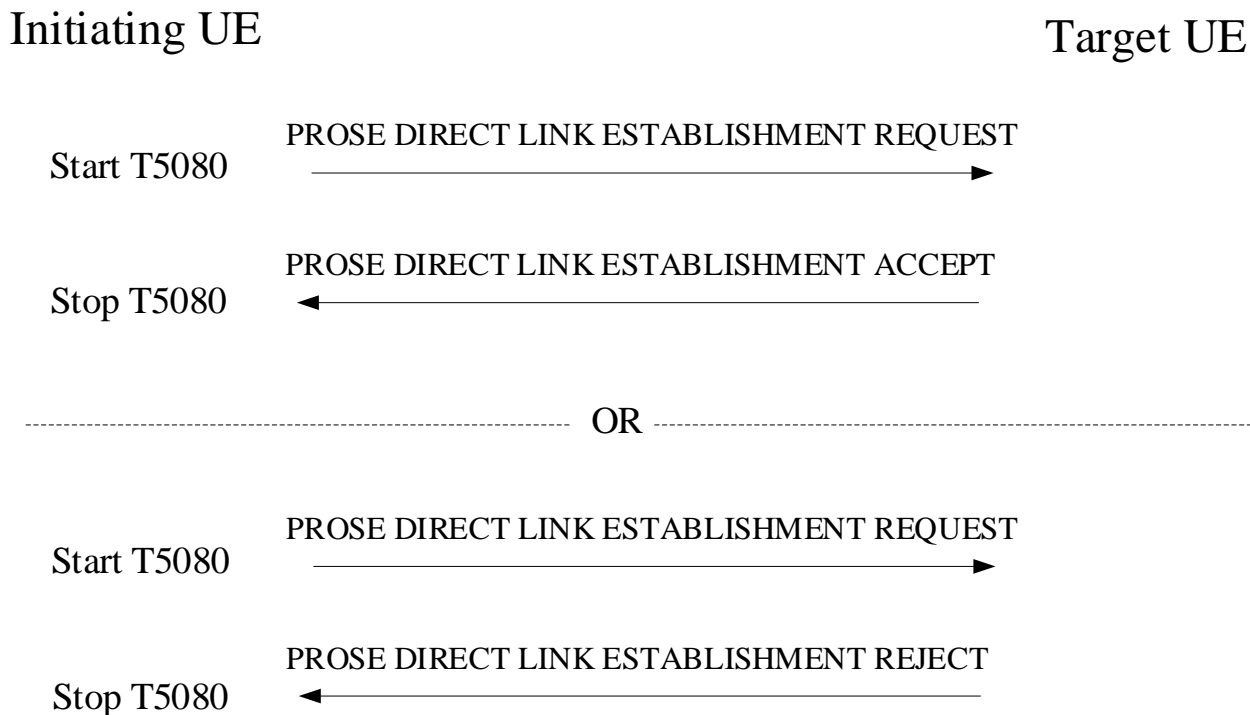 Initiating UE
Target UE
PROSE DIRECT LINK ESTABLISHMENT REQUEST
Start T5080
PROSE DIRECT LINK ESTABLISHMENT ACCEPT
Stop T5080
OR
PROSE DIRECT LINK ESTABLISHMENT REQUEST
Start T5080
PROSE DIRECT LINK ESTABLISHMENT REJECT
Stop T5080